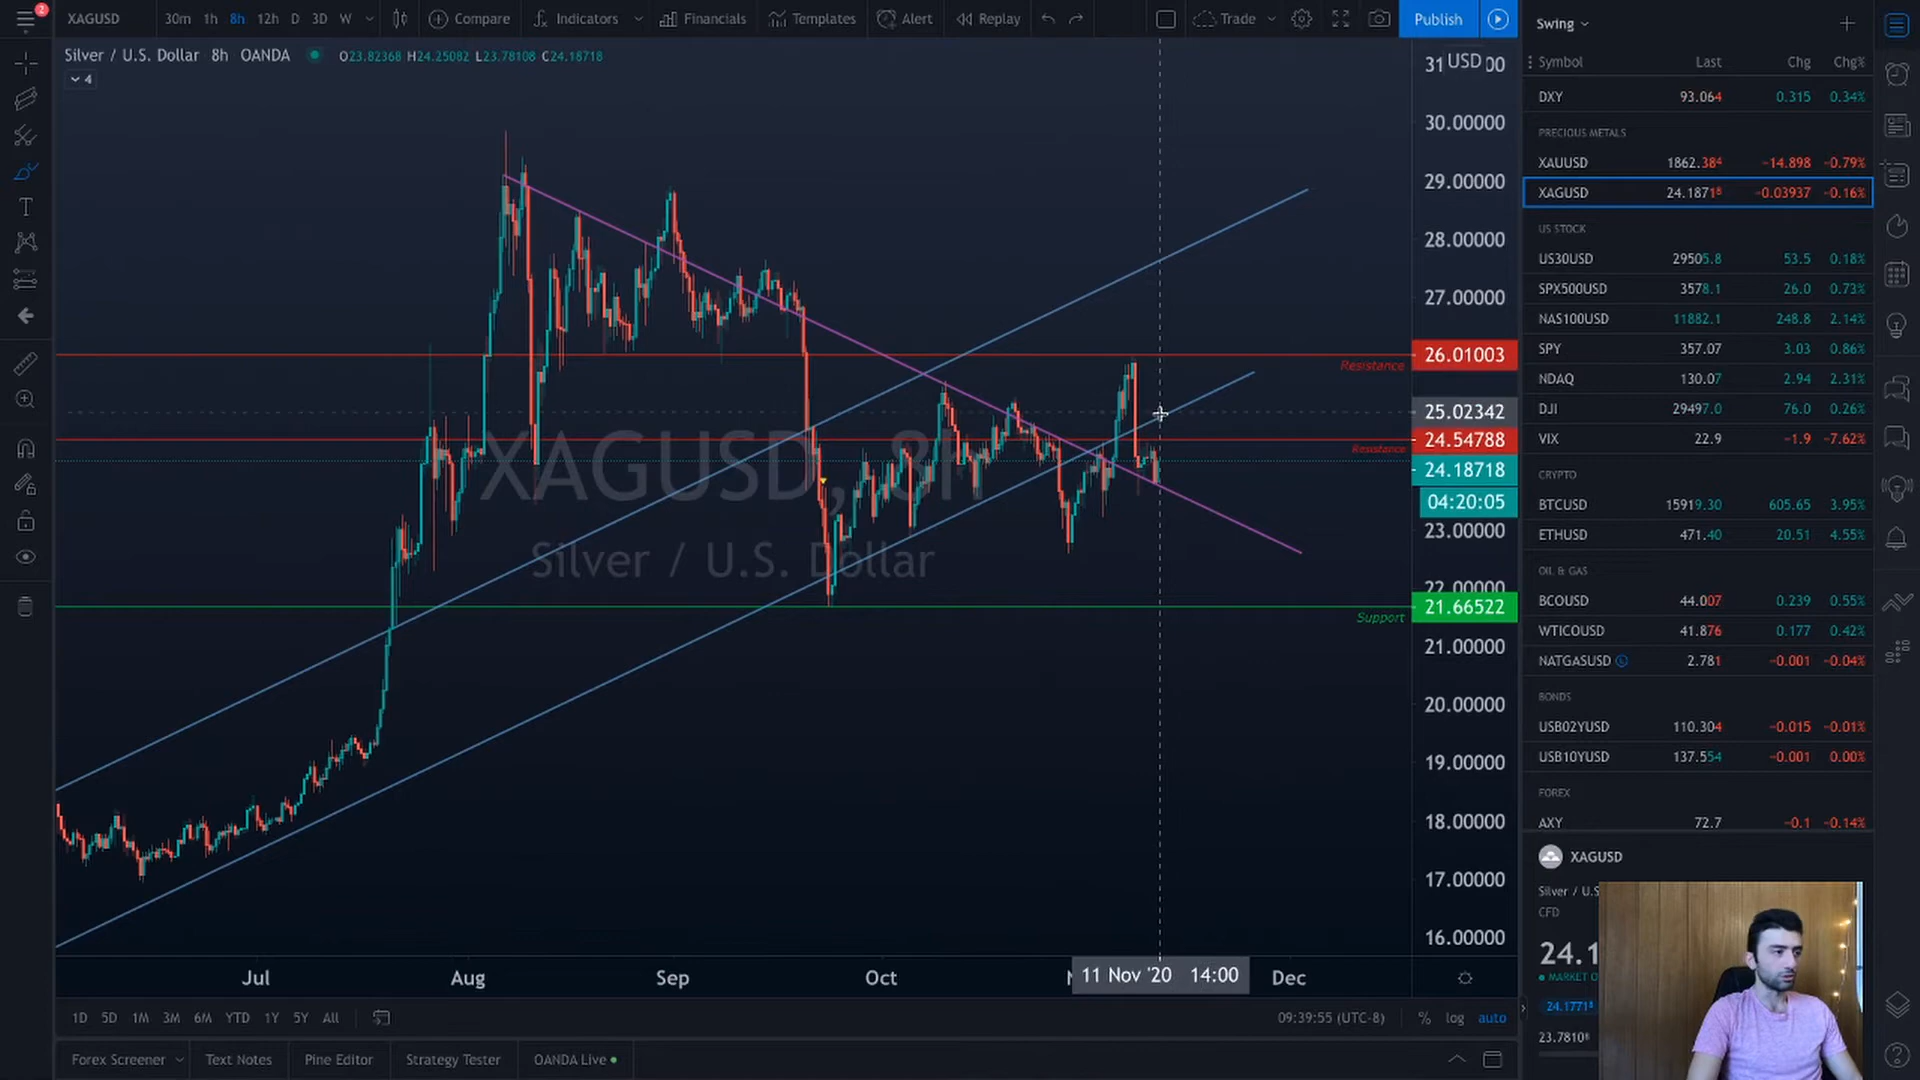 2
XAGUSD 30m 1h 8h 12h D 3D W Compare Indicators Financials Templates Alert Replay Trade Publish
Silver / U.S. Dollar 8h OANDA O23.82368 H24.25082 L23.78108 C24.18718
4
USD
30.00000
29.00000
28.00000
27.00000
26.01003
Resistance
25.02342
24.54788
Resistance
24.18718
04:20:05
23.00000
22.00000
21.66522
Support
21.00000
20.00000
19.00000
18.00000
17.00000
16.00000
XAGUSD, 8h
Silver / U.S. Dollar
Jul Aug Sep Oct 11 Nov '20 14:00 Dec
1D 5D 1M 3M 6M YTD 1Y 5Y All 09:39:55 (UTC-8) % log auto
Forex Screener Text Notes Pine Editor Strategy Tester OANDA Live
Swing
Symbol Last Chg Chg%
DXY 93.064 0.315 0.34%
PRECIOUS METALS
XAUUSD 1862.384 −14.898 −0.79%
XAGUSD 24.18718 −0.03937 −0.16%
US STOCK
US30USD 29505.8 53.5 0.18%
SPX500USD 3578.1 26.0 0.73%
NAS100USD 11882.1 248.8 2.14%
SPY 357.07 3.03 0.86%
NDAQ 130.07 2.94 2.31%
DJI 29497.0 76.0 0.26%
VIX 22.9 −1.9 −7.62%
CRYPTO
BTCUSD 15919.30 605.65 3.95%
ETHUSD 471.40 20.51 4.55%
OIL & GAS
BCOUSD 44.007 0.239 0.55%
WTICOUSD 41.876 0.177 0.42%
NATGASUSD 2.781 −0.001 −0.04%
BONDS
USB02YUSD 110.304 −0.015 −0.01%
USB10YUSD 137.554 −0.001 0.00%
FOREX
AXY 72.7 −0.1 −0.14%
XAGUSD
Silver / U.S
CFD
24.1
MARKET O
24.1771⁸
23.7810⁸